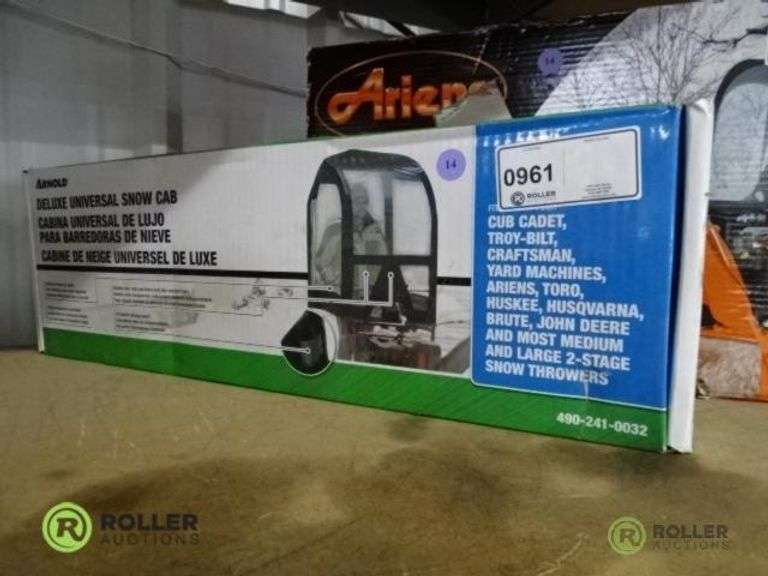 Ariens
14
ARNOLD
DELUXE UNIVERSAL SNOW CAB
CABINA UNIVERSAL DE LUJO
PARA BARREDORAS DE NIEVE
CABINE DE NEIGE UNIVERSEL DE LUXE
14
0961
ROLLER
CUB CADET,
TROY-BILT,
CRAFTSMAN,
YARD MACHINES,
ARIENS, TORO,
HUSKEE, HUSQVARNA,
BRUTE, JOHN DEERE
AND MOST MEDIUM
AND LARGE 2-STAGE
SNOW THROWERS
490-241-0032
R ROLLER
AUCTIONS
R ROLLER
AUCTIONS